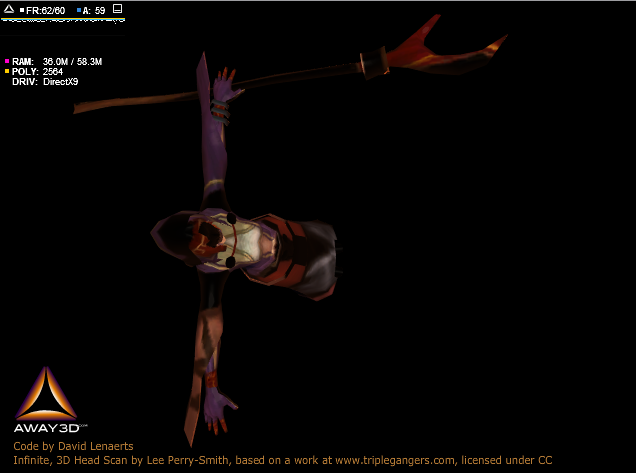 FR:62/60 A: 59
RAM: 36.0M / 58.3M
POLY: 2564
DRIV: DirectX9
AWAY3D
Code by David Lenaerts
Infinite, 3D Head Scan by Lee Perry-Smith, based on a work at www.triplegangers.com, licensed under CC